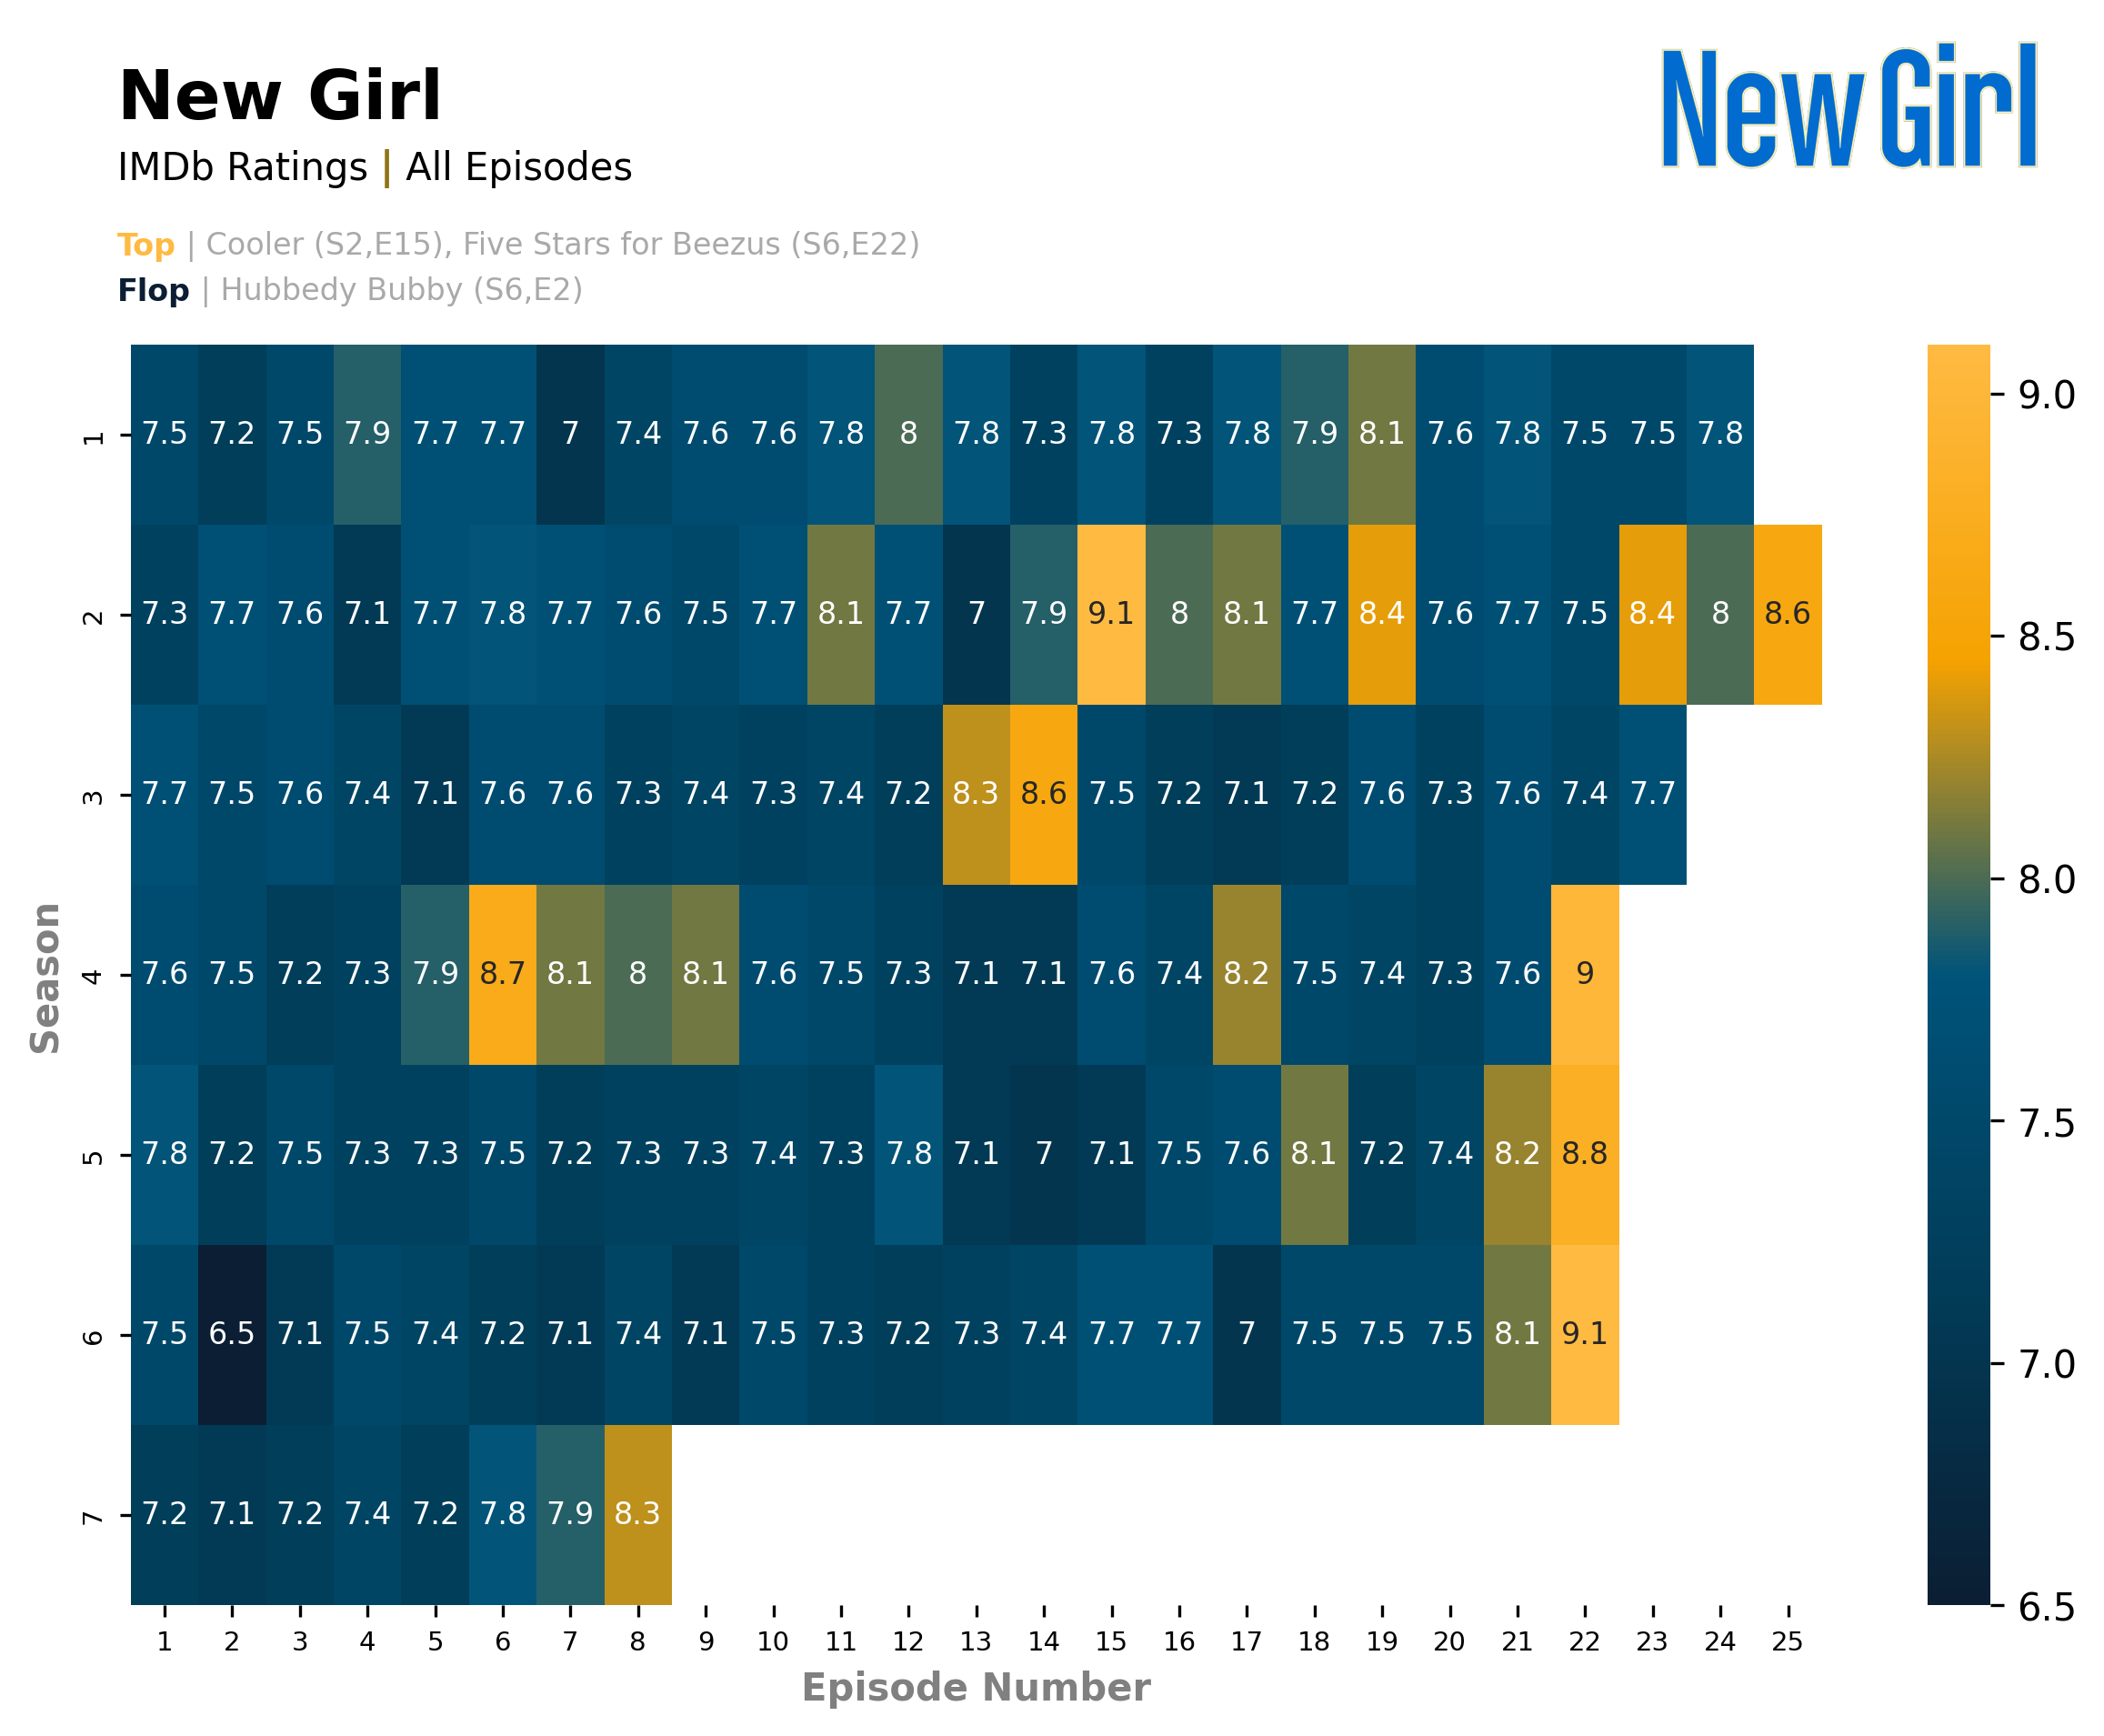 New Girl
New Girl
IMDb Ratings | All Episodes
Top | Cooler (S2,E15), Five Stars for Beezus (S6,E22)
Flop | Hubbedy Bubby (S6,E2)
1 7.5 7.2 7.5 7.9 7.7 7.7 7 7.4 7.6 7.6 7.8 8 7.8 7.3 7.8 7.3 7.8 7.9 8.1 7.6 7.8 7.5 7.5 7.8
2 7.3 7.7 7.6 7.1 7.7 7.8 7.7 7.6 7.5 7.7 8.1 7.7 7 7.9 9.1 8 8.1 7.7 8.4 7.6 7.7 7.5 8.4 8 8.6
3 7.7 7.5 7.6 7.4 7.1 7.6 7.6 7.3 7.4 7.3 7.4 7.2 8.3 8.6 7.5 7.2 7.1 7.2 7.6 7.3 7.6 7.4 7.7
4 7.6 7.5 7.2 7.3 7.9 8.7 8.1 8 8.1 7.6 7.5 7.3 7.1 7.1 7.6 7.4 8.2 7.5 7.4 7.3 7.6 9
5 7.8 7.2 7.5 7.3 7.3 7.5 7.2 7.3 7.3 7.4 7.3 7.8 7.1 7 7.1 7.5 7.6 8.1 7.2 7.4 8.2 8.8
6 7.5 6.5 7.1 7.5 7.4 7.2 7.1 7.4 7.1 7.5 7.3 7.2 7.3 7.4 7.7 7.7 7 7.5 7.5 7.5 8.1 9.1
7 7.2 7.1 7.2 7.4 7.2 7.8 7.9 8.3
1 2 3 4 5 6 7 8 9 10 11 12 13 14 15 16 17 18 19 20 21 22 23 24 25
Episode Number
Season
9.0
8.5
8.0
7.5
7.0
6.5